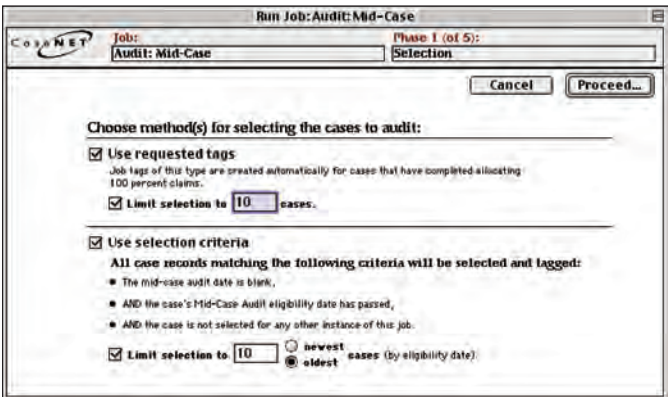 Run Job: Audit: Mid-Case
CaseNET
Job:
Phase 1 (of 5):
Audit: Mid-Case
Selection
Cancel
Proceed...
Choose method(s) for selecting the cases to audit:
Use requested tags
Job tags of this type are created automatically for cases that have completed allocating
100 percent claims.
Limit selection to 10 cases.
Use selection criteria
All case records matching the following criteria will be selected and tagged:
• The mid-case audit date is blank,
• AND the case's Mid-Case Audit eligibility date has passed,
• AND the case is not selected for any other instance of this job.
Limit selection to 10 newest oldest cases (by eligibility date)